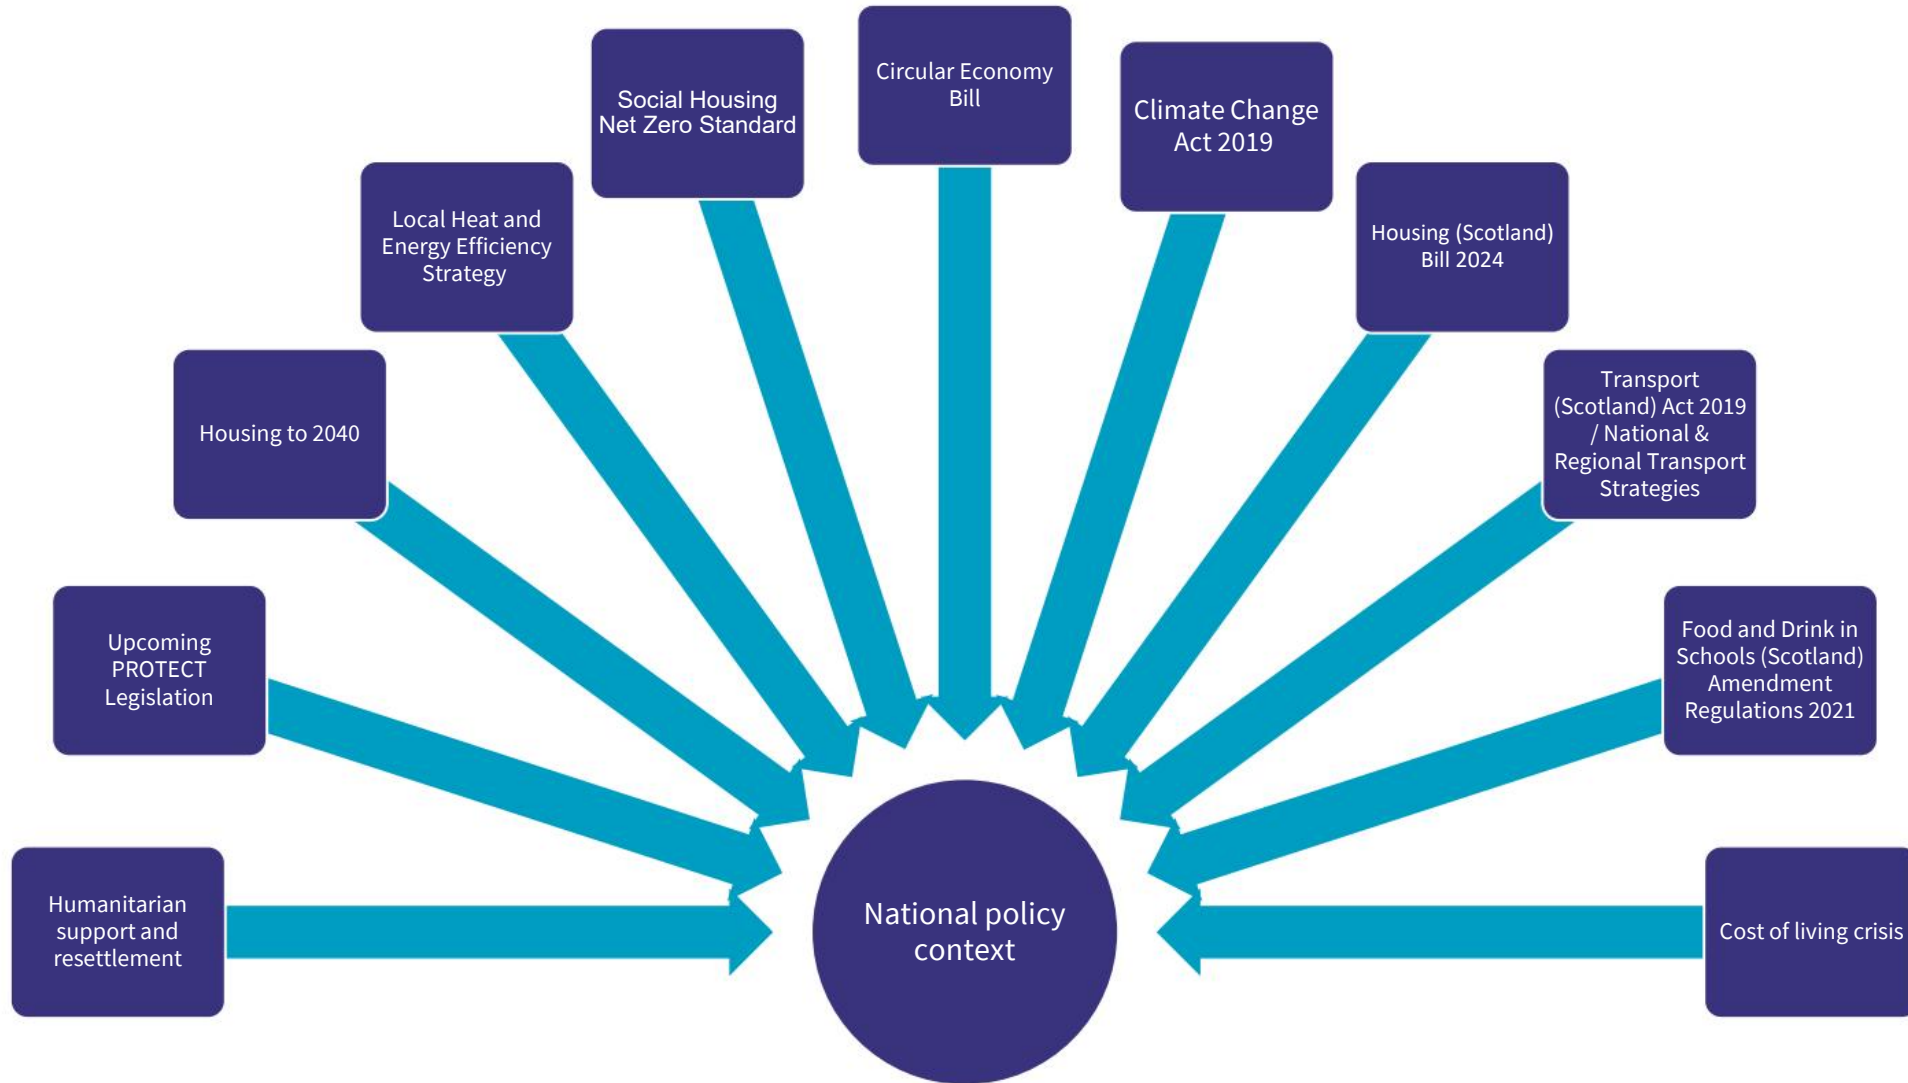 Circular Economy
Bill
Social Housing
Net Zero Standard
Climate Change
Act 2019
Local Heat and
Energy Efficiency
Strategy
Housing (Scotland)
Bill 2024
Housing to 2040
Transport
(Scotland) Act 2019
/ National &
Regional Transport
Strategies
Upcoming
PROTECT
Legislation
Food and Drink in
Schools (Scotland)
Amendment
Regulations 2021
Humanitarian
support and
resettlement
National policy
context
Cost of living crisis